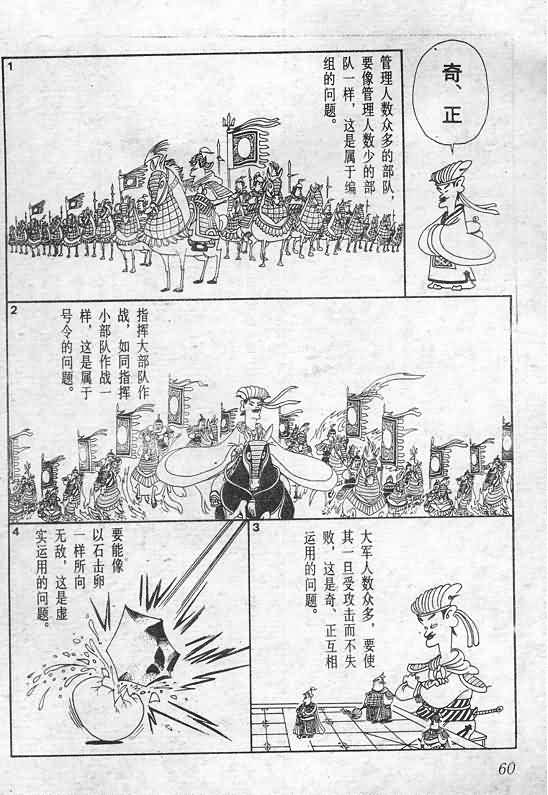 奇、正
1
管理人数众多的部队，
要像管理人数少的部
队一样，这是属于编
组的问题。
2
指挥大部队作
战，如同指挥
小部队作战一
样，这是属于
号令的问题。
3
大军人数众多，要使
其一旦受攻击而不失
败，这是奇、正互相
运用的问题。
4
要能像
以石击卵
一样所向
无敌，这是虚
实运用的问题。
60